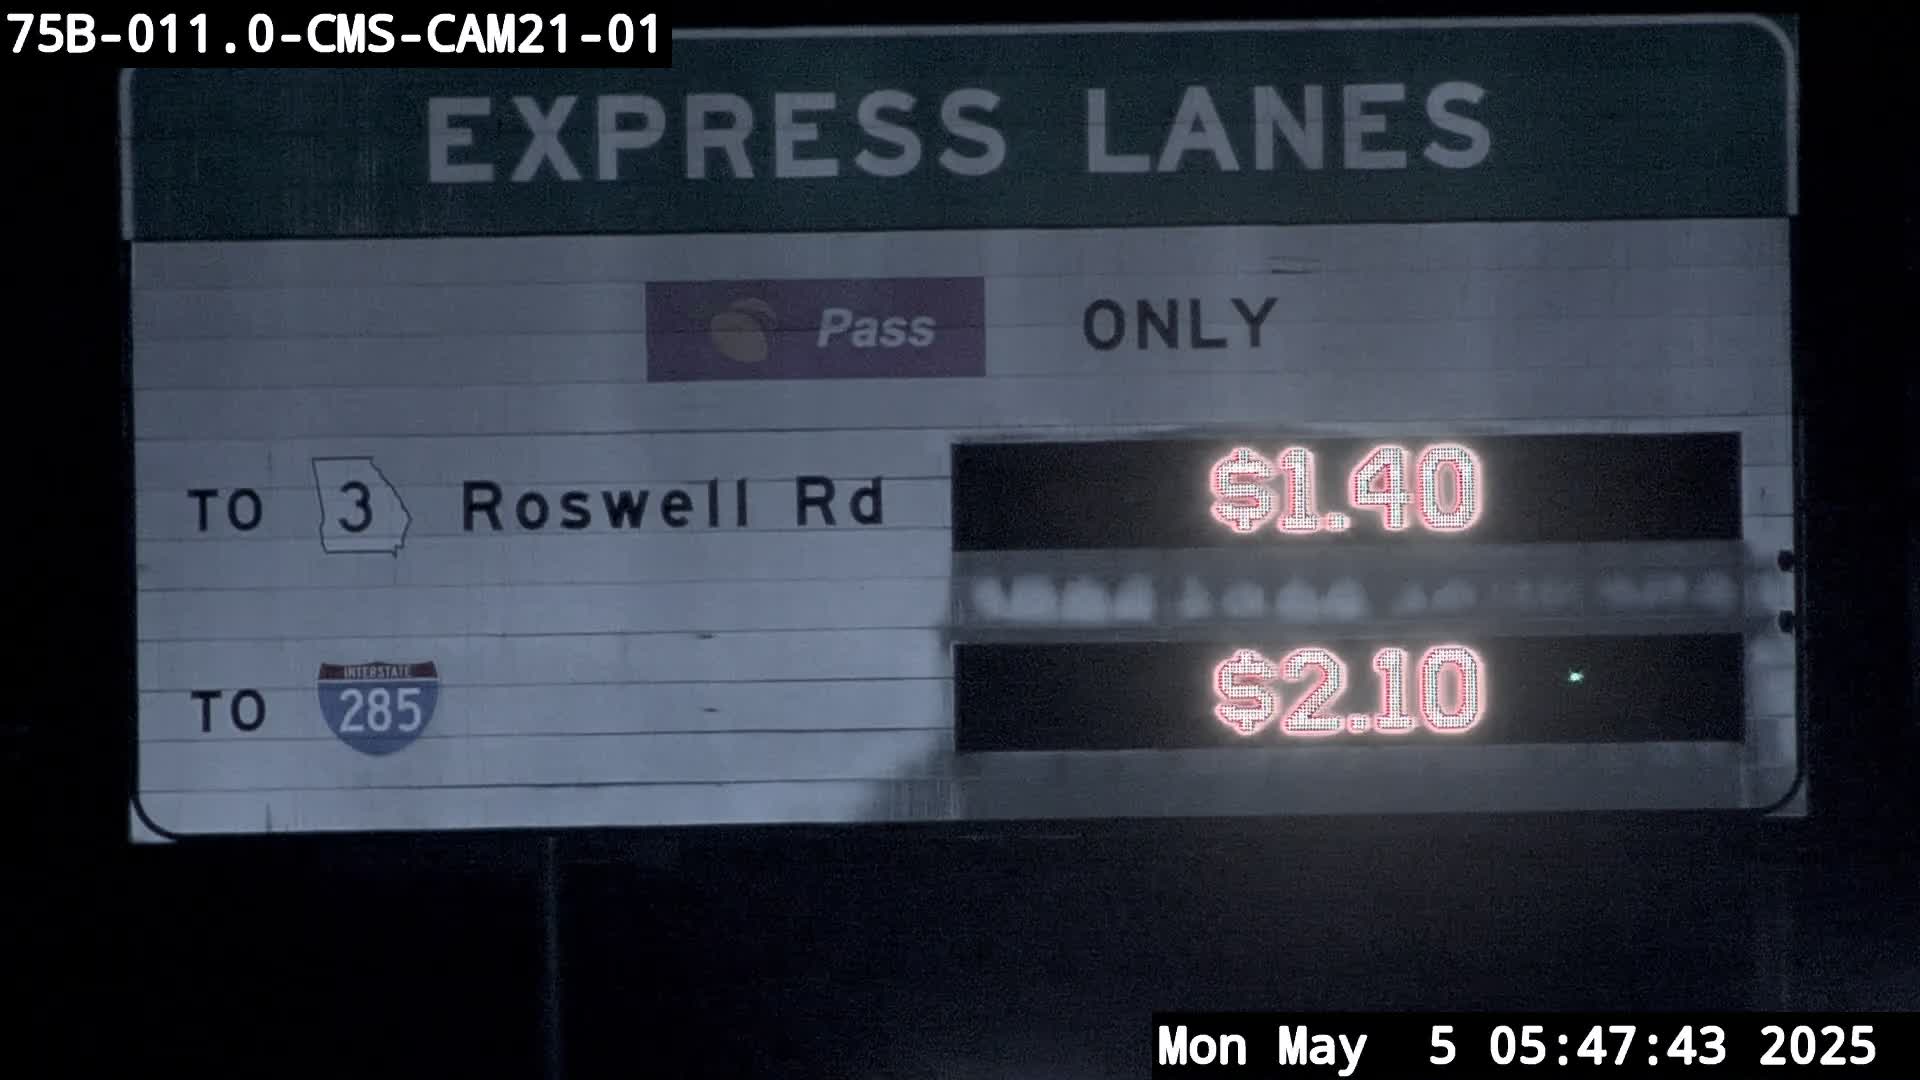 75B-011.0-CMS-CAM21-01
EXPRESS LANES
Pass ONLY
TO 3 Roswell Rd $1.40
INTERSTATE
TO 285 $2.10
Mon May 5 05:47:43 2025